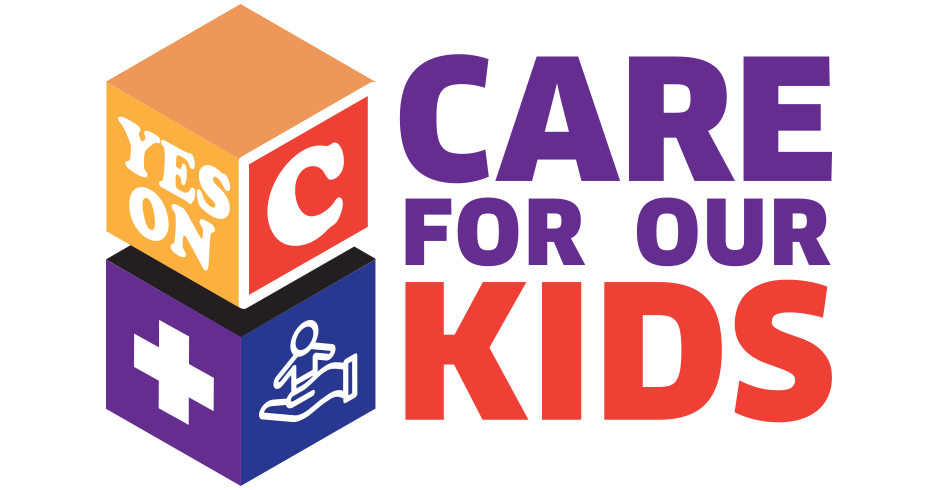 YES
ON
C
CARE
FOR OUR
KIDS